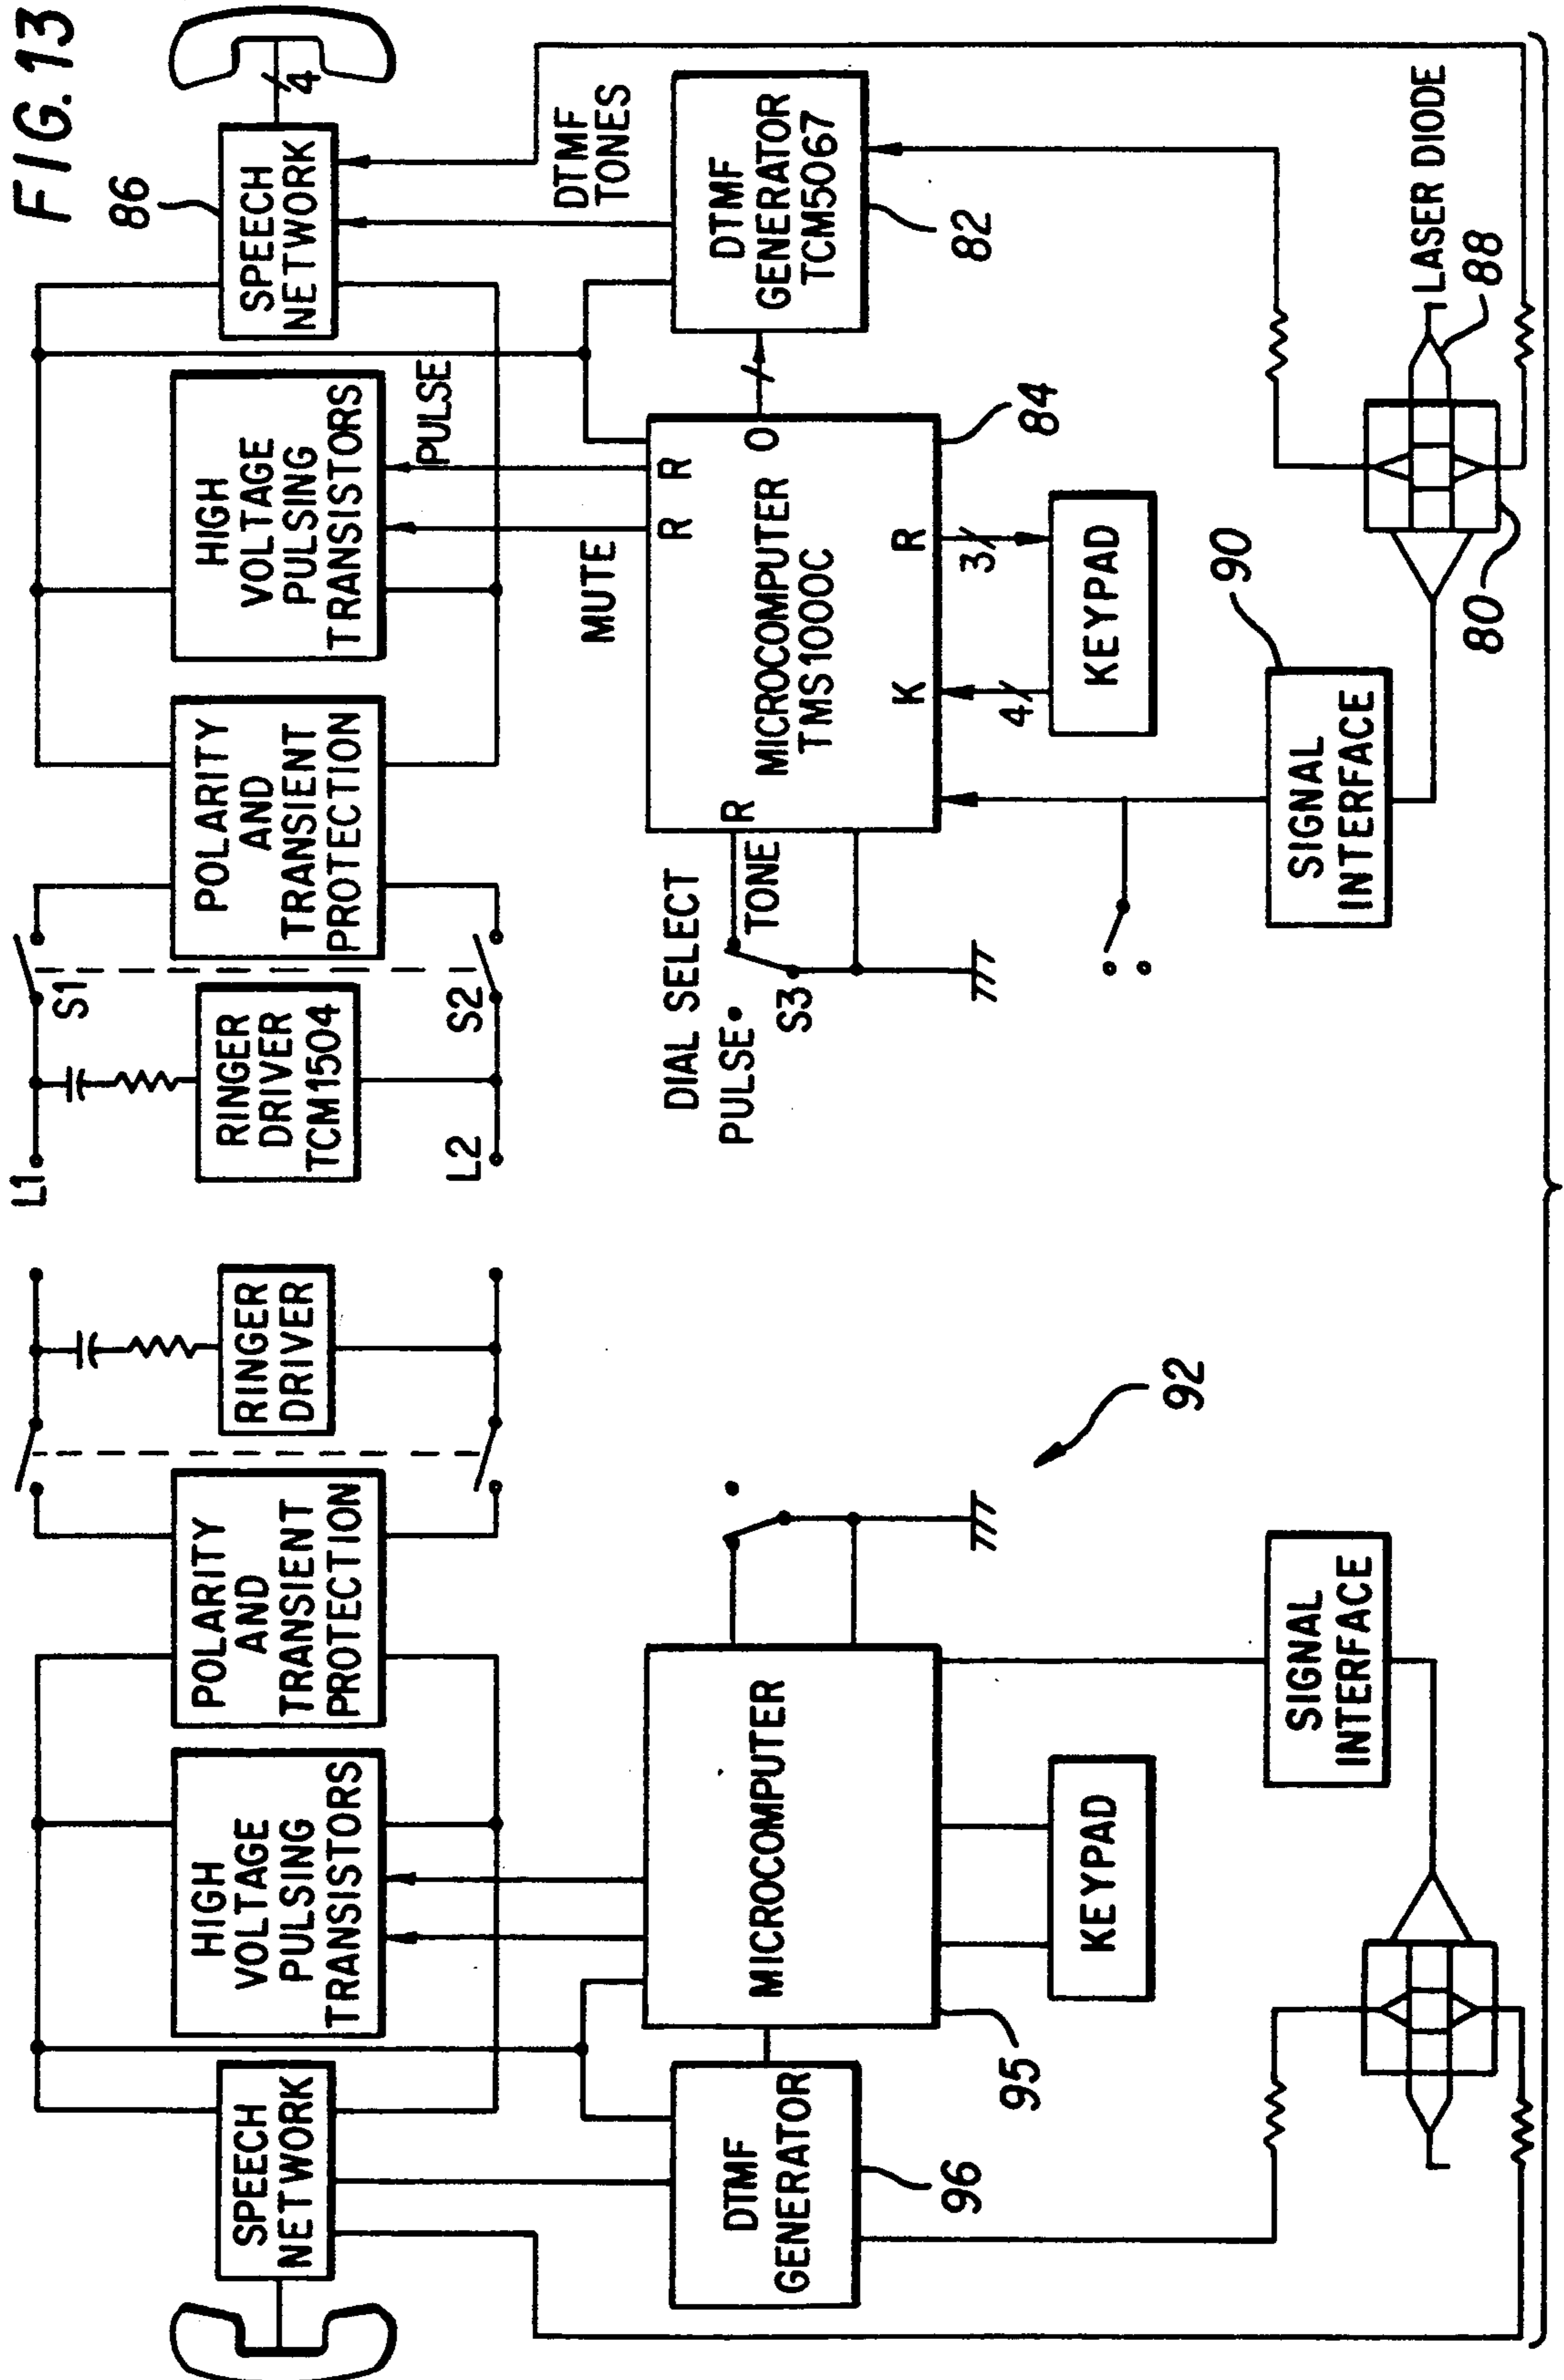 FIG. 13
L1
S1
RINGER
DRIVER
TCM1504
L2
S2
POLARITY
AND
TRANSIENT
PROTECTION
HIGH
VOLTAGE
PULSING
TRANSISTORS
SPEECH
NETWORK
86
4
MUTE
PULSE
DTMF
TONES
DIAL SELECT
PULSE
TONE
S3
R
R
R
O
MICROCOMPUTER
TMS1000C
K
R
84
DTMF
GENERATOR
TCM5067
82
4
3
KEYPAD
SIGNAL
INTERFACE
90
80
88
LASER DIODE
SPEECH
NETWORK
HIGH
VOLTAGE
PULSING
TRANSISTORS
POLARITY
AND
TRANSIENT
PROTECTION
RINGER
DRIVER
DTMF
GENERATOR
96
MICROCOMPUTER
95
92
KEYPAD
SIGNAL
INTERFACE